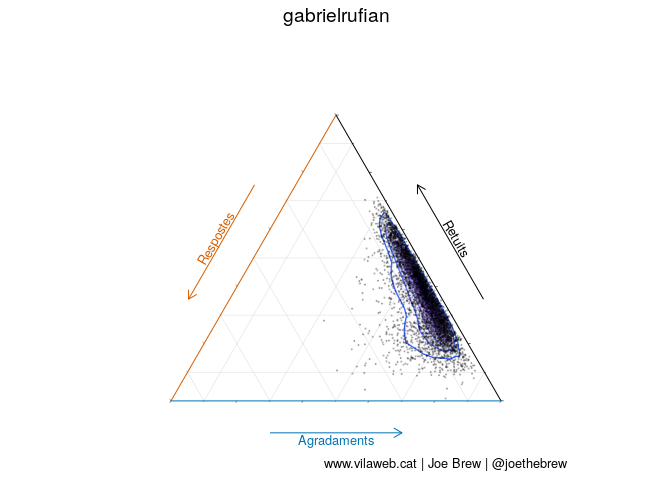 gabrielrufian
Respostes
Retuits
Agradaments
www.vilaweb.cat | Joe Brew | @joethebrew